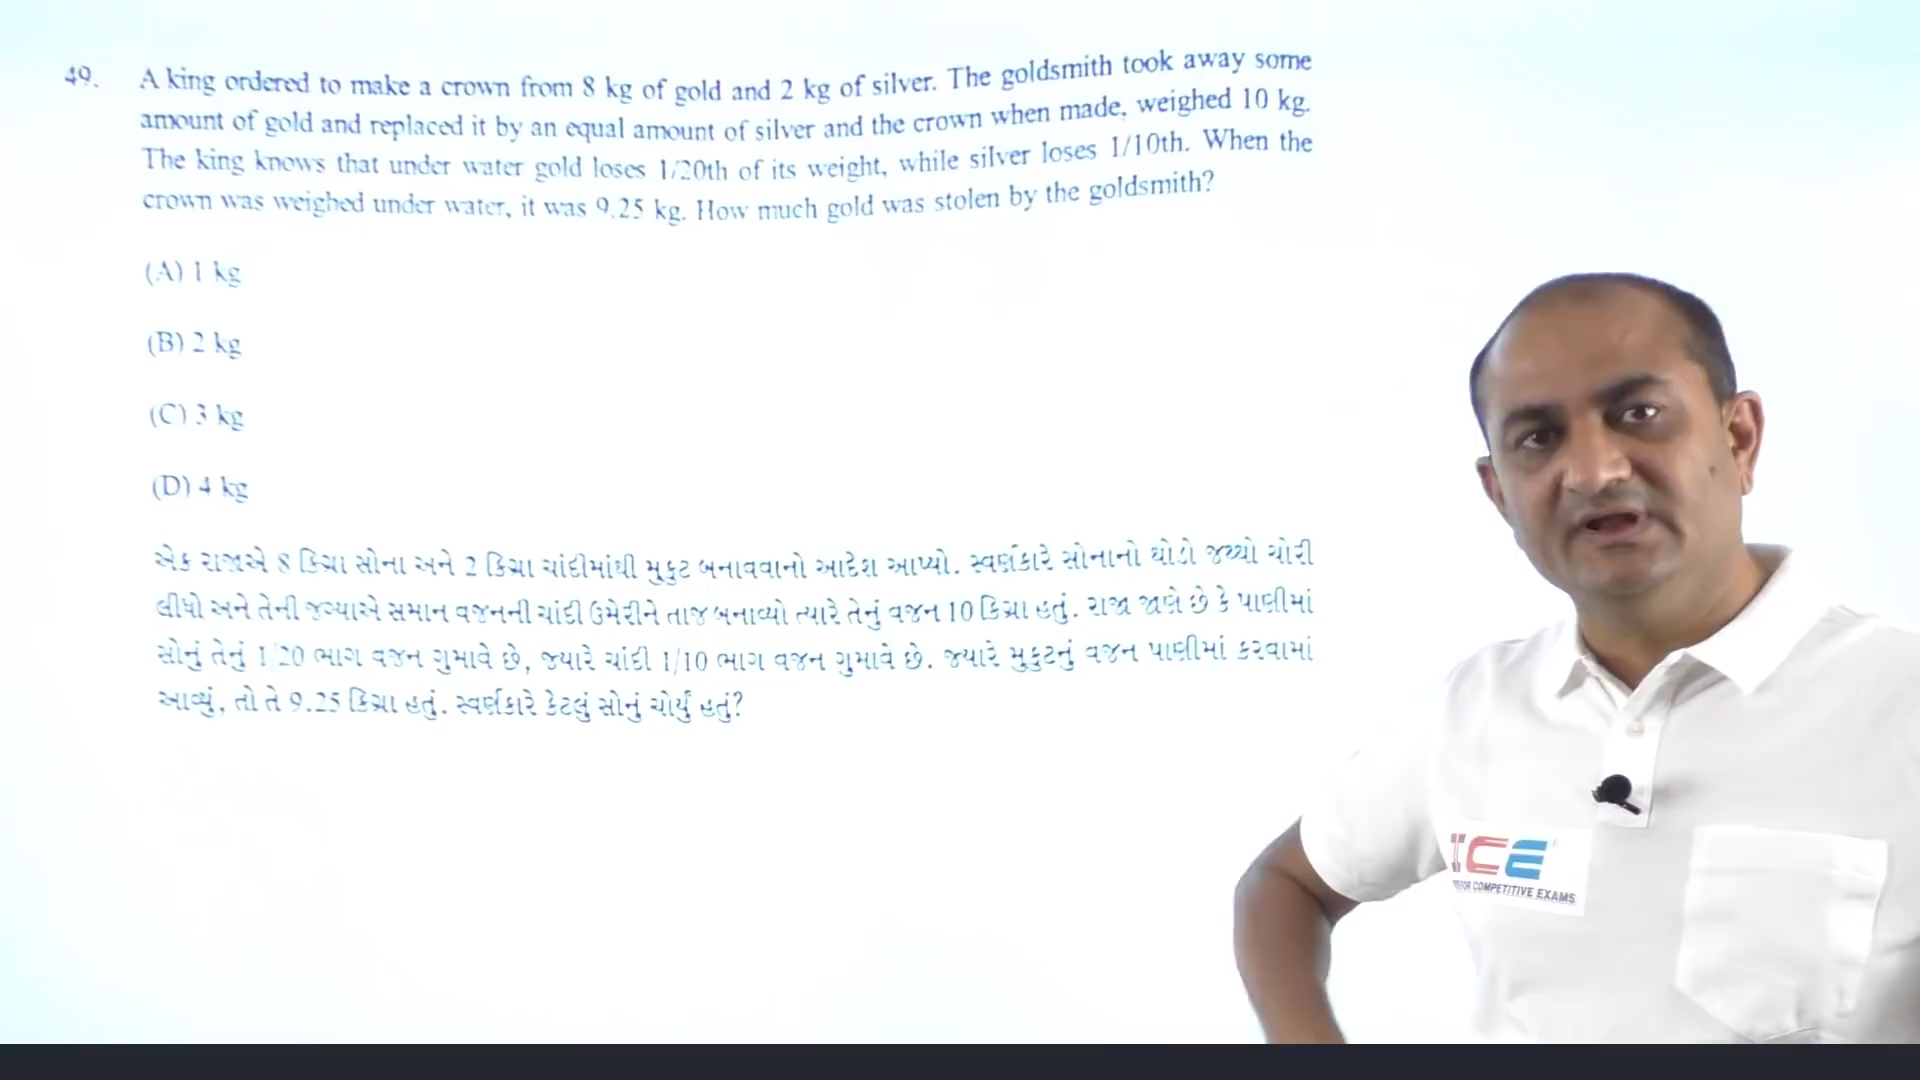 49. A king ordered to make a crown from 8 kg of gold and 2 kg of silver. The goldsmith took away some
amount of gold and replaced it by an equal amount of silver and the crown when made, weighed 10 kg.
The king knows that under water gold loses 1/20th of its weight, while silver loses 1/10th. When the
crown was weighed under water, it was 9.25 kg. How much gold was stolen by the goldsmith?
(A) 1 kg
(B) 2 kg
(C) 3 kg
(D) 4 kg
એક રાજાએ 8 કિગ્રા સોના અને 2 કિગ્રા ચાંદીમાંથી મુકુટ બનાવવાનો આદેશ આપ્યો. સ્વર્ણકારે સોનાનો થોડો જથ્થો ચોરી
લીધો અને તેની જગ્યાએ સમાન વજનની ચાંદી ઉમેરીને તાજ બનાવ્યો ત્યારે તેનું વજન 10 કિગ્રા હતું. રાજા જાણે છે કે પાણીમાં
સોનું તેનું 1/20 ભાગ વજન ગુમાવે છે, જ્યારે ચાંદી 1/10 ભાગ વજન ગુમાવે છે. જ્યારે મુકુટનું વજન પાણીમાં કરવામાં
આવ્યું, તો તે 9.25 કિગ્રા હતું. સ્વર્ણકારે કેટલું સોનું ચોર્યું હતું?
ICE
FOR COMPETITIVE EXAMS